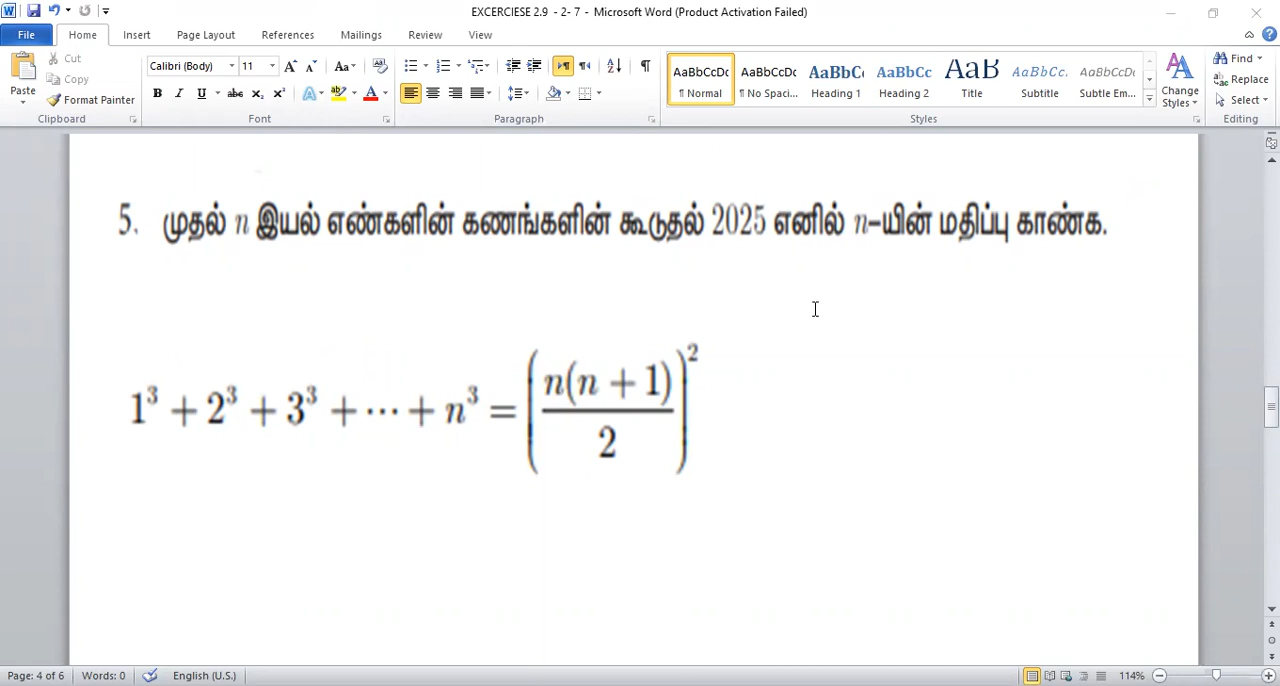 EXCERCIESE 2.9 - 2- 7 - Microsoft Word (Product Activation Failed)
File Home Insert Page Layout References Mailings Review View
Cut
Copy
Format Painter
Paste
Clipboard
Calibri (Body) 11
Font
Paragraph
AaBbCcDc AaBbCcDc AaBbCc AaBbCc AaB AaBbCc. AaBbCcDc
¶ Normal ¶ No Spaci... Heading 1 Heading 2 Title Subtitle Subtle Em...
Styles
Change Styles
Find
Replace
Select
Editing
5. முதல் n இயல் எண்களின் கணங்களின் கூடுதல் 2025 எனில் n-யின் மதிப்பு காண்க.
1³ + 2³ + 3³ + ⋯ + n³ = (n(n + 1)/2)²
Page: 4 of 6 Words: 0 English (U.S.) 114%